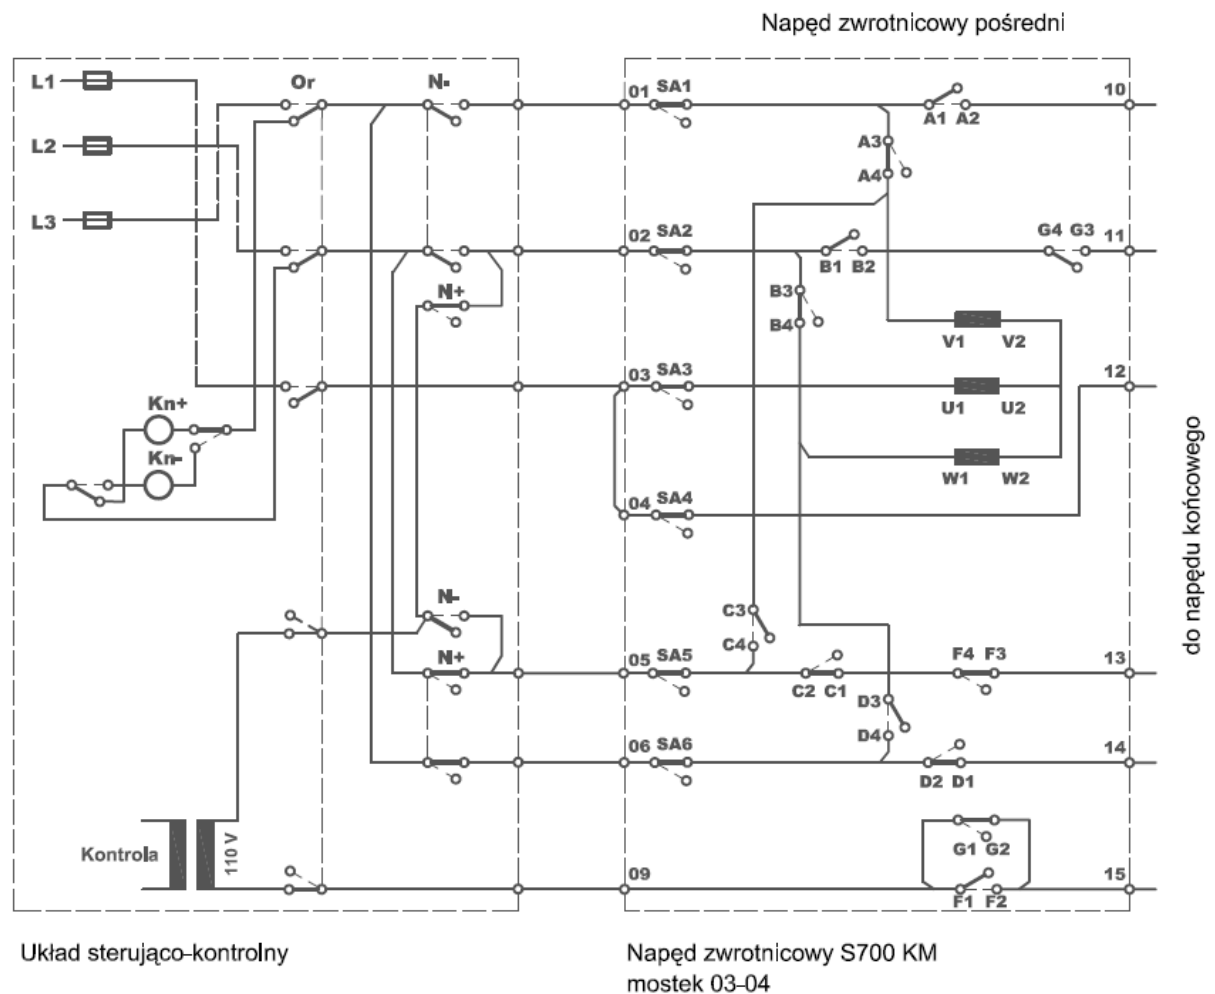 Napęd zwrotnicowy pośredni
L1
Or
N-
01 SA1
10
A1 A2
L2
A3
A4
L3
02 SA2
G4 G3
11
B1 B2
N+
B3
B4
V1 V2
03 SA3
12
Kn+
U1 U2
Kn-
W1 W2
04 SA4
do napędu końcowego
N-
C3
C4
N+
05 SA5
F4 F3
13
C2 C1
D3
D4
06 SA6
14
D2 D1
Kontrola
110 V
G1 G2
09
15
F1 F2
Układ sterująco-kontrolny
Napęd zwrotnicowy S700 KM
mostek 03-04